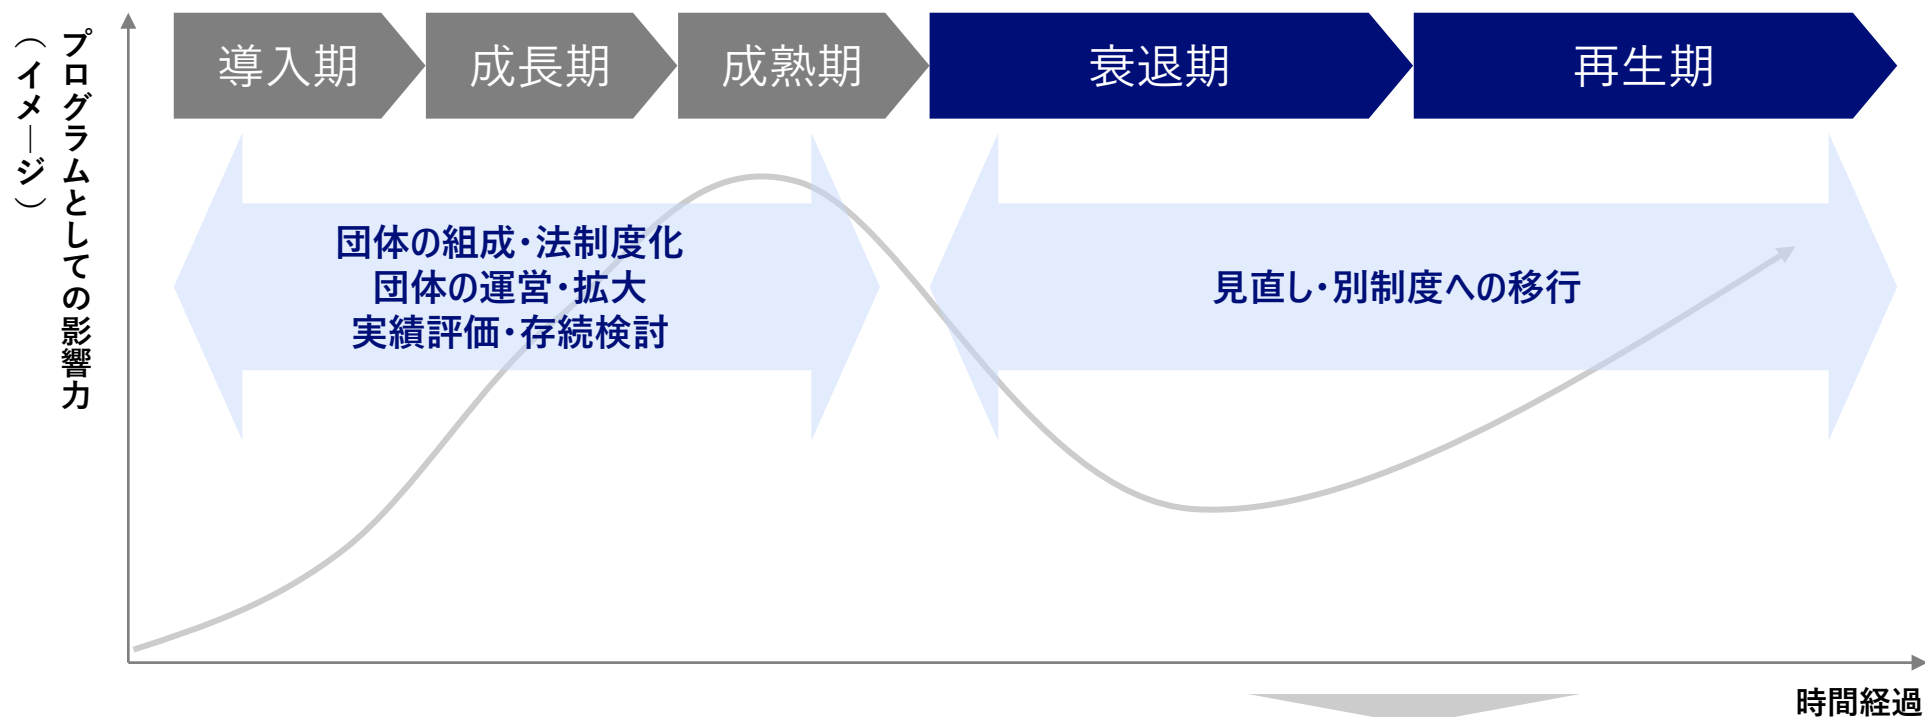 プログラムとしての影響力
（イメージ）
導入期
成長期
成熟期
衰退期
再生期
団体の組成・法制度化
団体の運営・拡大
実績評価・存続検討
見直し・別制度への移行
時間経過